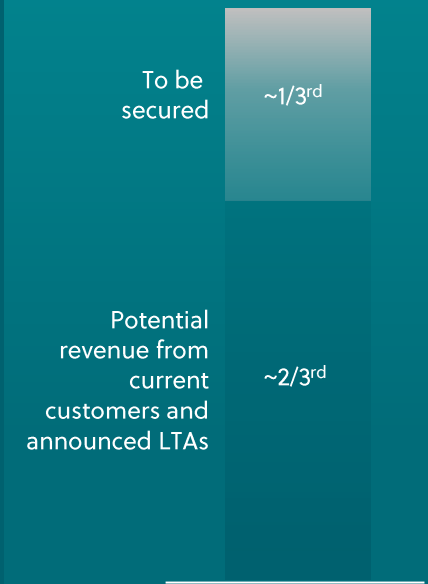 To be
secured
~1/3rd
Potential
revenue from
current
customers and
announced LTAs
~2/3rd